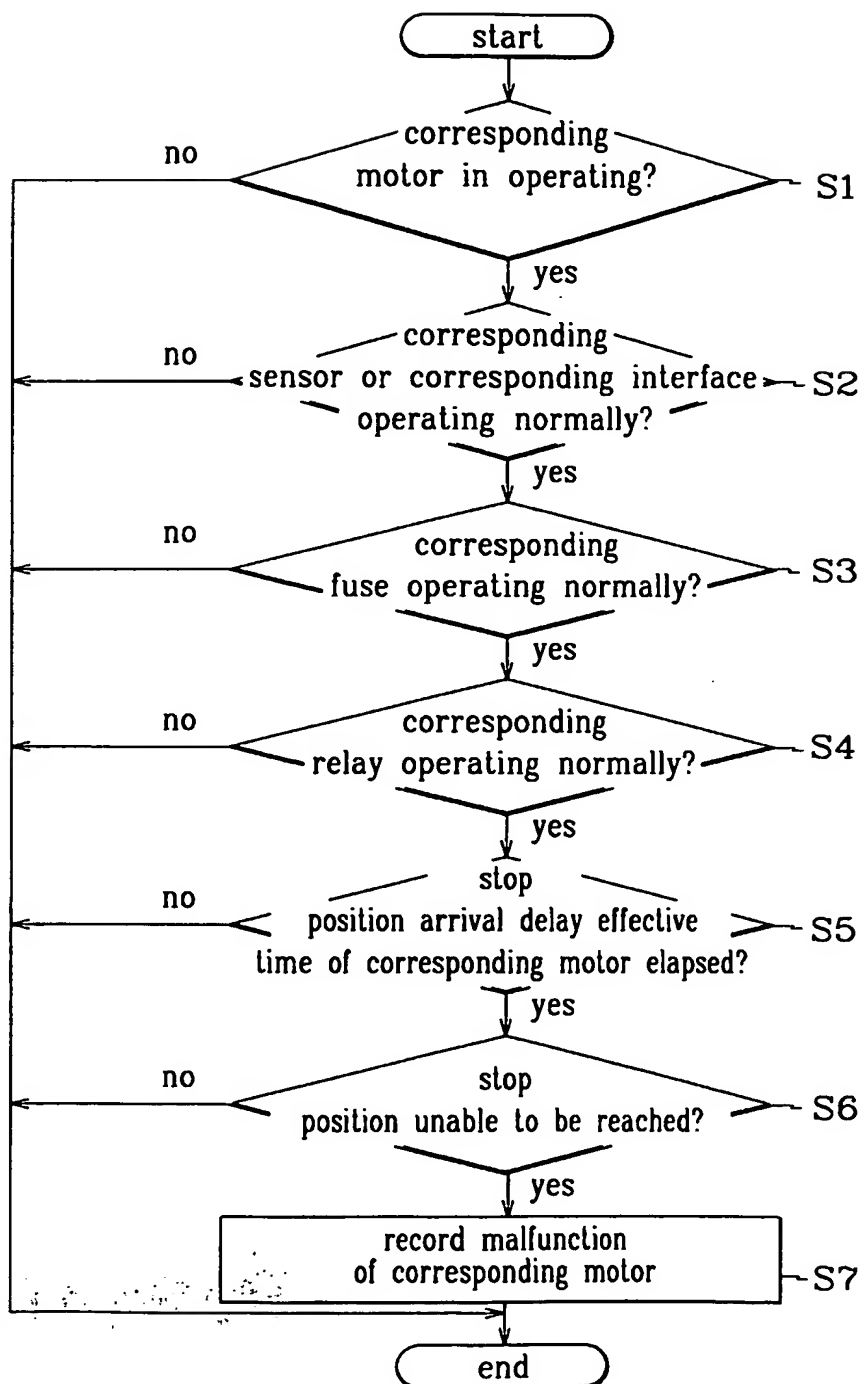 start
corresponding
motor in operating?
no
S1
yes
corresponding
sensor or corresponding interface
operating normally?
no
S2
yes
corresponding
fuse operating normally?
no
S3
yes
corresponding
relay operating normally?
no
S4
yes
stop
position arrival delay effective
time of corresponding motor elapsed?
no
S5
yes
stop
position unable to be reached?
no
S6
yes
record malfunction
of corresponding motor
S7
end